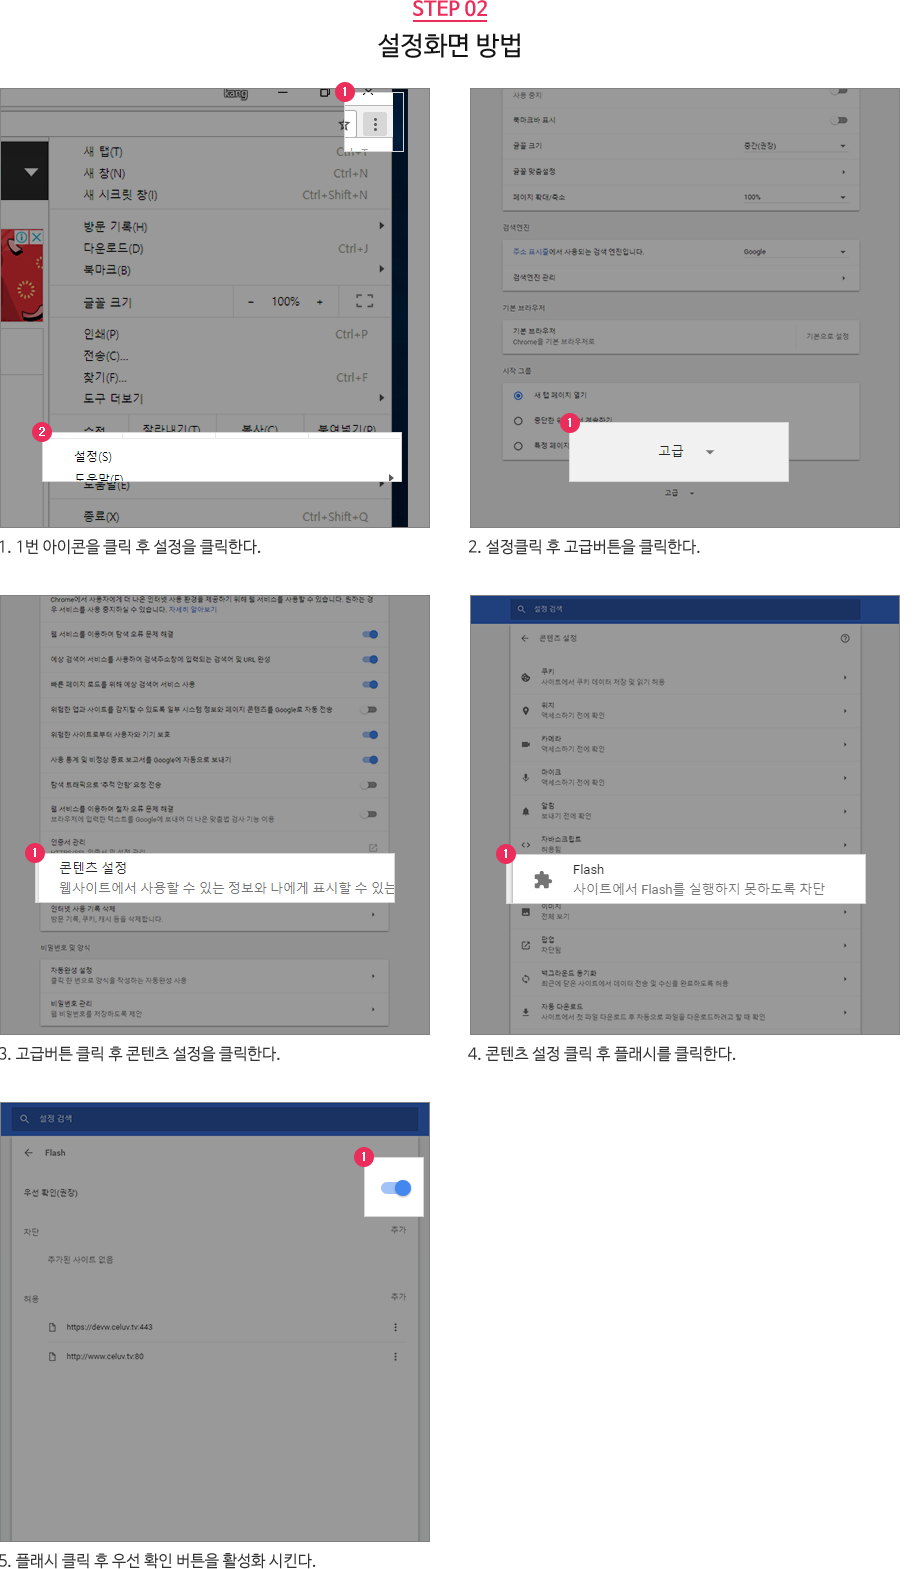 STEP 02
설정화면 방법
kang
1
새 탭(T)
Ctrl+T
새 창(N)
Ctrl+N
새 시크릿 창(I)
Ctrl+Shift+N
방문 기록(H)
다운로드(D)
Ctrl+J
북마크(B)
글꼴 크기
- 100% +
인쇄(P)
Ctrl+P
전송(C)...
찾기(F)...
Ctrl+F
도구 더보기
수정 잘라내기(T) 복사(C) 붙여넣기(P)
2
설정(S)
도움말(E)
도움말(E)
종료(X)
Ctrl+Shift+Q
1. 1번 아이콘을 클릭 후 설정을 클릭한다.
사용 중지
북마크바 표시
글꼴 크기
중간(권장)
글꼴 맞춤설정
페이지 확대/축소
100%
검색엔진
주소 표시줄에서 사용되는 검색 엔진입니다.
Google
검색엔진 관리
기본 브라우저
기본 브라우저
Chrome을 기본 브라우저로
기본으로 설정
시작 그룹
새 탭 페이지 열기
중단한 계속하기
특정 페이지
1
고급
고급
2. 설정클릭 후 고급버튼을 클릭한다.
Chrome에서 사용자에게 더 나은 인터넷 사용 환경을 제공하기 위해 웹 서비스를 사용할 수 있습니다. 원하는 경
우 서비스를 사용 중지하실 수 있습니다. 자세히 알아보기
웹 서비스를 이용하여 탐색 오류 문제 해결
예상 검색어 서비스를 사용하여 검색주소창에 입력되는 검색어 및 URL 완성
빠른 페이지 로드를 위해 예상 검색어 서비스 사용
위험한 앱과 사이트를 감지할 수 있도록 일부 시스템 정보와 페이지 콘텐츠를 Google로 자동 전송
위험한 사이트로부터 사용자와 기기 보호
사용 통계 및 비정상 종료 보고서를 Google에 자동으로 보내기
탐색 트래픽으로 '추적 안함' 요청 전송
웹 서비스를 이용하여 철자 오류 문제 해결
브라우저에 입력한 텍스트를 Google에 보내어 더 나은 맞춤법 검사 기능 이용
인증서 관리
HTTPS/SSL 인증서 및 설정 관리
1
콘텐츠 설정
웹사이트에서 사용할 수 있는 정보와 나에게 표시할 수 있는
인터넷 사용 기록 삭제
방문 기록, 쿠키, 캐시 등을 삭제합니다.
비밀번호 및 양식
자동완성 설정
클릭 한 번으로 양식을 작성하는 자동완성 사용
비밀번호 관리
웹 비밀번호를 저장하도록 제안
3. 고급버튼 클릭 후 콘텐츠 설정을 클릭한다.
설정 검색
콘텐츠 설정
쿠키
사이트에서 쿠키 데이터 저장 및 읽기 허용
위치
액세스하기 전에 확인
카메라
액세스하기 전에 확인
마이크
액세스하기 전에 확인
알림
보내기 전에 확인
자바스크립트
허용됨
1
Flash
사이트에서 Flash를 실행하지 못하도록 차단
이미지
전체 보기
팝업
차단됨
백그라운드 동기화
최근에 닫은 사이트에서 데이터 전송 및 수신을 완료하도록 허용
자동 다운로드
사이트에서 첫 파일 다운로드 후 자동으로 파일을 다운로드하려고 할 때 확인
4. 콘텐츠 설정 클릭 후 플래시를 클릭한다.
설정 검색
Flash
1
우선 확인(권장)
차단
추가
추가된 사이트 없음
허용
추가
https://devw.celuv.tv:443
http://www.celuv.tv:80
5. 플래시 클릭 후 우선 확인 버튼을 활성화 시킨다.